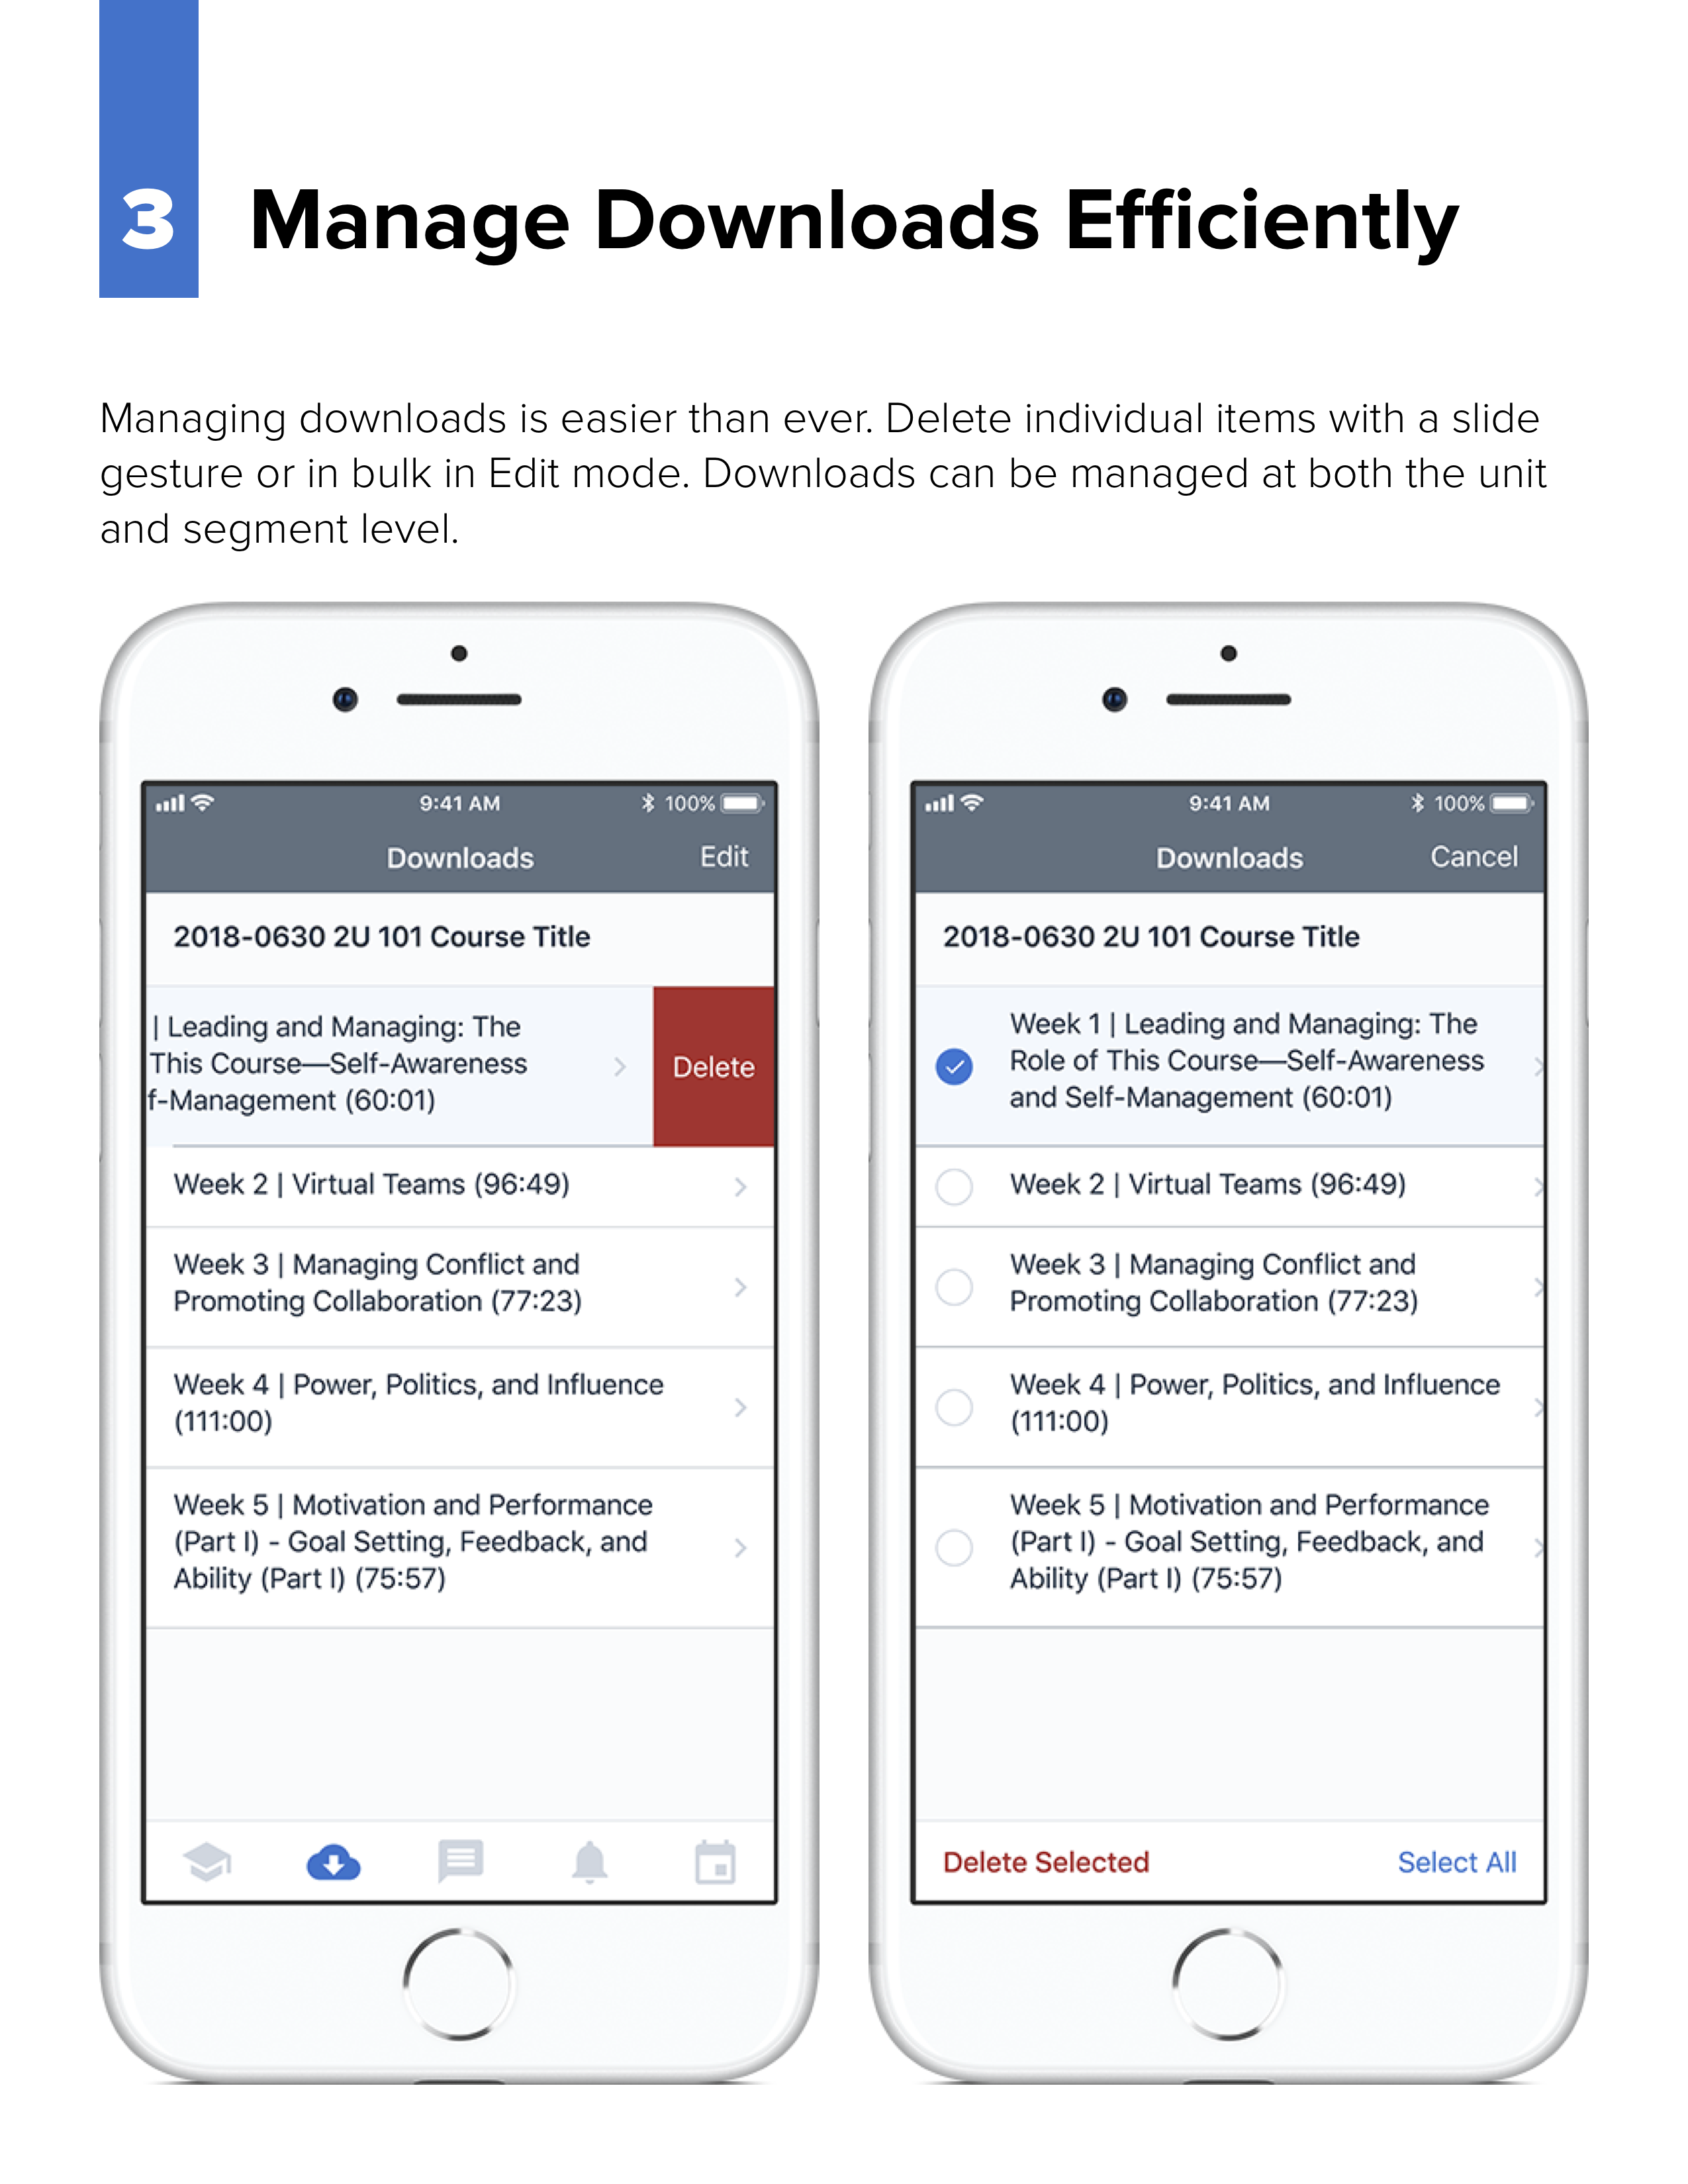 3 Manage Downloads Efficiently
Managing downloads is easier than ever. Delete individual items with a slide
gesture or in bulk in Edit mode. Downloads can be managed at both the unit
and segment level.
9:41 AM 100%
Downloads Edit
2018-0630 2U 101 Course Title
| Leading and Managing: The
This Course—Self-Awareness
f-Management (60:01)
Delete
Week 2 | Virtual Teams (96:49)
Week 3 | Managing Conflict and
Promoting Collaboration (77:23)
Week 4 | Power, Politics, and Influence
(111:00)
Week 5 | Motivation and Performance
(Part I) - Goal Setting, Feedback, and
Ability (Part I) (75:57)
9:41 AM 100%
Downloads Cancel
2018-0630 2U 101 Course Title
Week 1 | Leading and Managing: The
Role of This Course—Self-Awareness
and Self-Management (60:01)
Week 2 | Virtual Teams (96:49)
Week 3 | Managing Conflict and
Promoting Collaboration (77:23)
Week 4 | Power, Politics, and Influence
(111:00)
Week 5 | Motivation and Performance
(Part I) - Goal Setting, Feedback, and
Ability (Part I) (75:57)
Delete Selected Select All